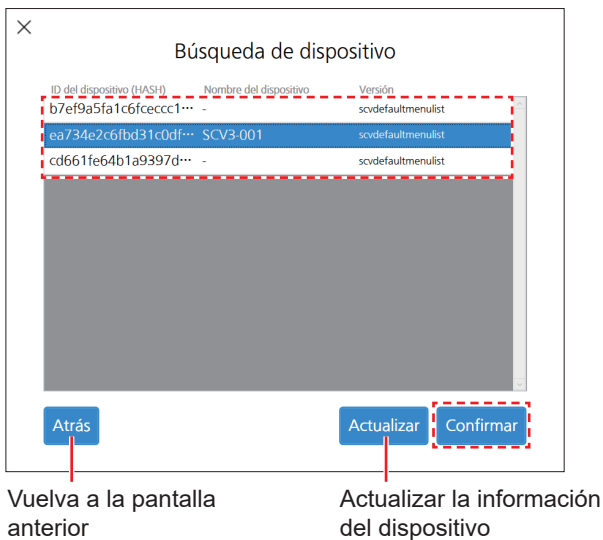 Búsqueda de dispositivo
ID del dispositivo (HASH) Nombre del dispositivo Versión
b7ef9a5fa1c6fceccc1··· - scvdefaultmenulist
ea734e2c6fbd31c0df··· SCV3-001 scvdefaultmenulist
cd661fe64b1a9397d··· - scvdefaultmenulist
Atrás Actualizar Confirmar
Vuelva a la pantalla
anterior
Actualizar la información
del dispositivo